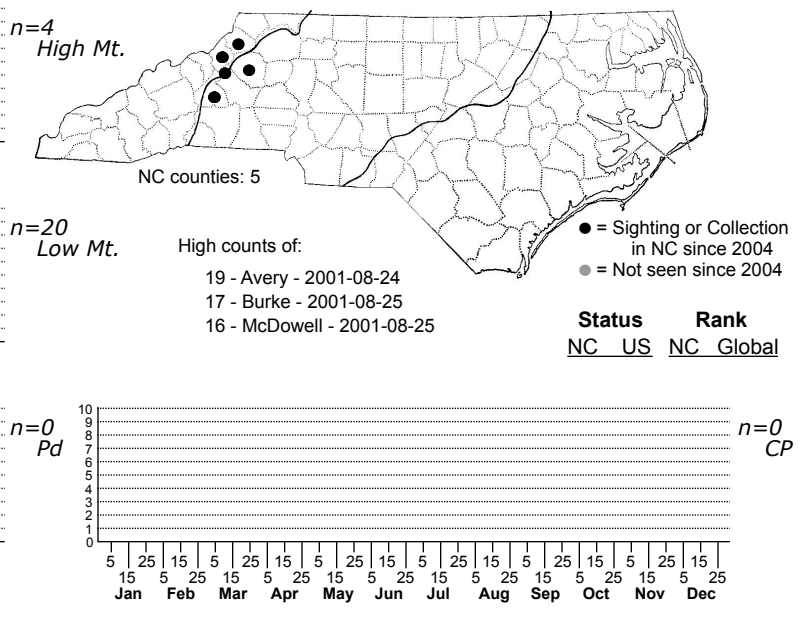 n=4
High Mt.
NC counties: 5
n=20
Low Mt.
High counts of:
19 - Avery - 2001-08-24
17 - Burke - 2001-08-25
16 - McDowell - 2001-08-25
● = Sighting or Collection
in NC since 2004
● = Not seen since 2004
Status Rank
NC US NC Global
n=0
Pd
n=0
CP
10
9
8
7
6
5
4
3
2
1
0
5 25 15 5 25 15 5 25 15 5 25 15 5 25 15 5 25 15
15 5 25 15 5 25 15 5 25 15 5 25 15 5 25 15 5 25
Jan Feb Mar Apr May Jun Jul Aug Sep Oct Nov Dec